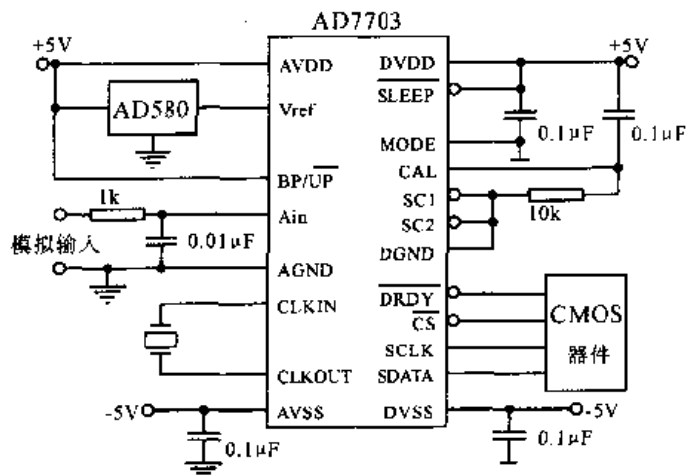 AD7703
+5V
+5V
AVDD
DVDD
AD580
Vref
SLEEP
MODE
0.1μF
0.1μF
BP/UP
CAL
1k
Ain
SC1
10k
SC2
模拟输入
0.01μF
DGND
AGND
CLKIN
DRDY
CS
CMOS
器件
SCLK
CLKOUT
SDATA
-5V
AVSS
DVSS
-5V
0.1μF
0.1μF